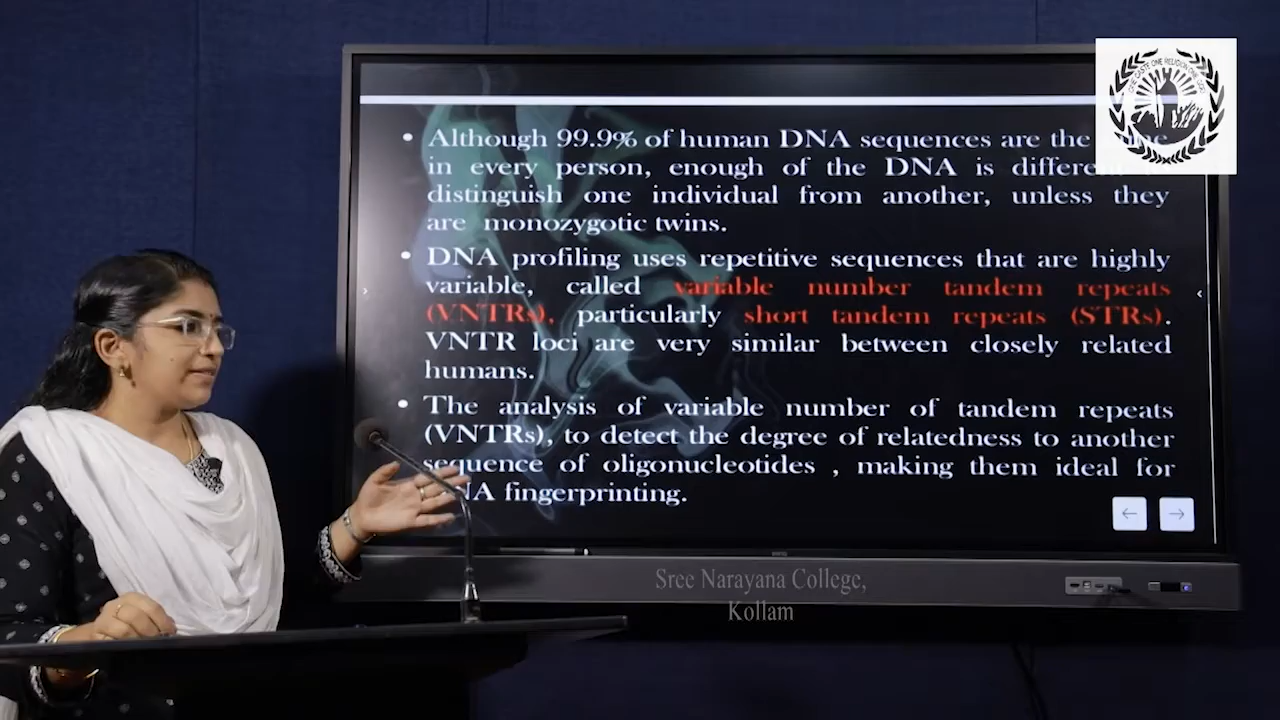 • Although 99.9% of human DNA sequences are the
in every person, enough of the DNA is different
distinguish one individual from another, unless they
are monozygotic twins.
• DNA profiling uses repetitive sequences that are highly
variable, called variable number tandem repeats
(VNTRs), particularly short tandem repeats (STRs).
VNTR loci are very similar between closely related
humans.
• The analysis of variable number of tandem repeats
(VNTRs), to detect the degree of relatedness to another
sequence of oligonucleotides , making them ideal for
DNA fingerprinting.
Sree Narayana College,
Kollam